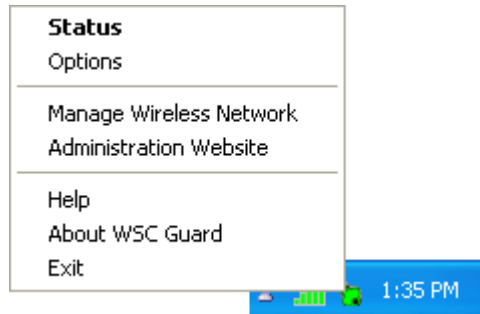 Status
Options
Manage Wireless Network
Administration Website
Help
About WSC Guard
Exit
1:35 PM